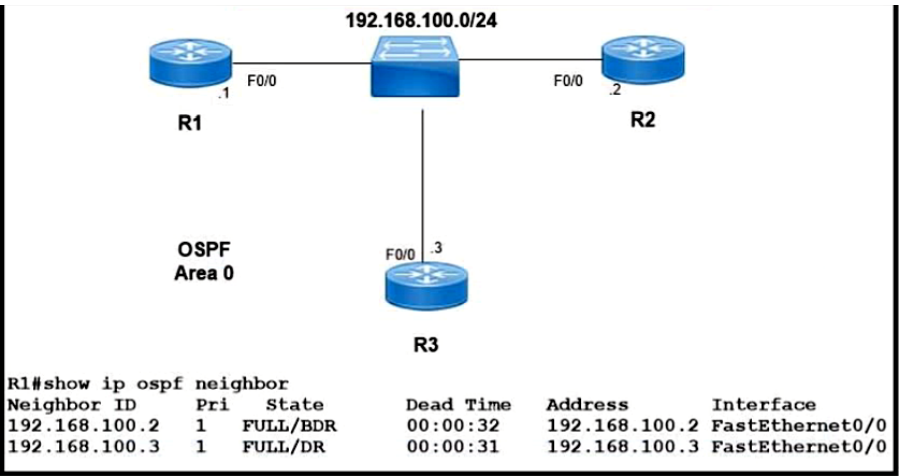 192.168.100.0/24
F0/0
.1
F0/0
.2
R1
R2
OSPF
Area 0
F0/0
.3
R3
R1#show ip ospf neighbor
Neighbor ID Pri State Dead Time Address Interface
192.168.100.2 1 FULL/BDR 00:00:32 192.168.100.2 FastEthernet0/0
192.168.100.3 1 FULL/DR 00:00:31 192.168.100.3 FastEthernet0/0